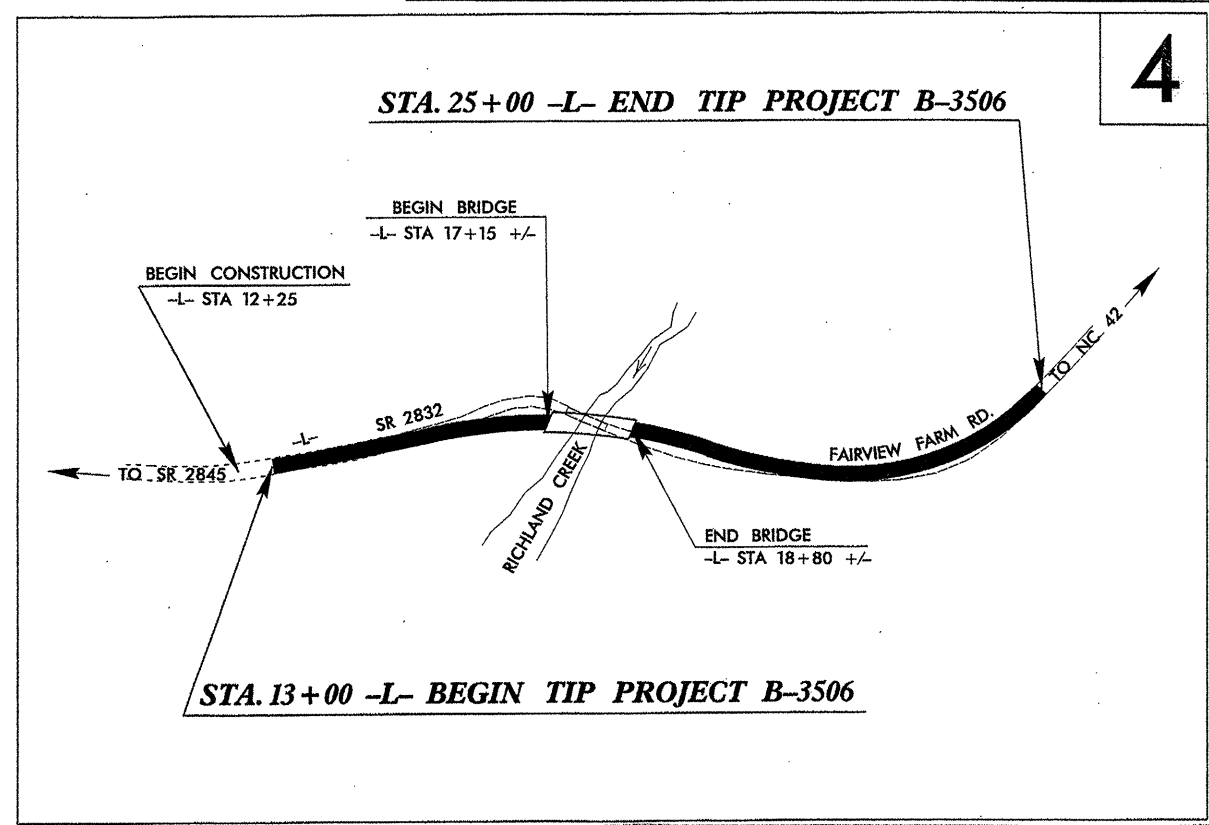 4
STA. 25+00 -L- END TIP PROJECT B-3506
BEGIN BRIDGE
-L- STA 17+15 +/-
BEGIN CONSTRUCTION
-L- STA 12+25
TO NC 42
-L-
SR 2832
FAIRVIEW FARM RD.
TO SR 2845
RICHLAND CREEK
END BRIDGE
-L- STA 18+80 +/-
STA. 13+00 -L- BEGIN TIP PROJECT B-3506